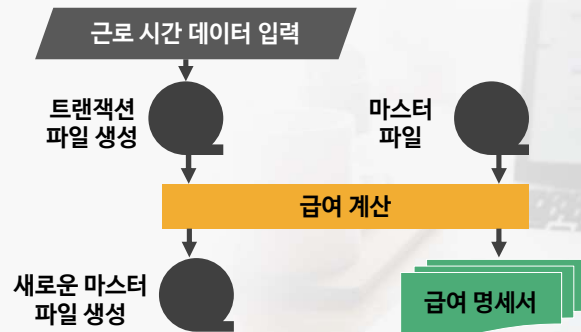 근로 시간 데이터 입력
트랜잭션
파일 생성
마스터
파일
급여 계산
새로운 마스터
파일 생성
급여 명세서